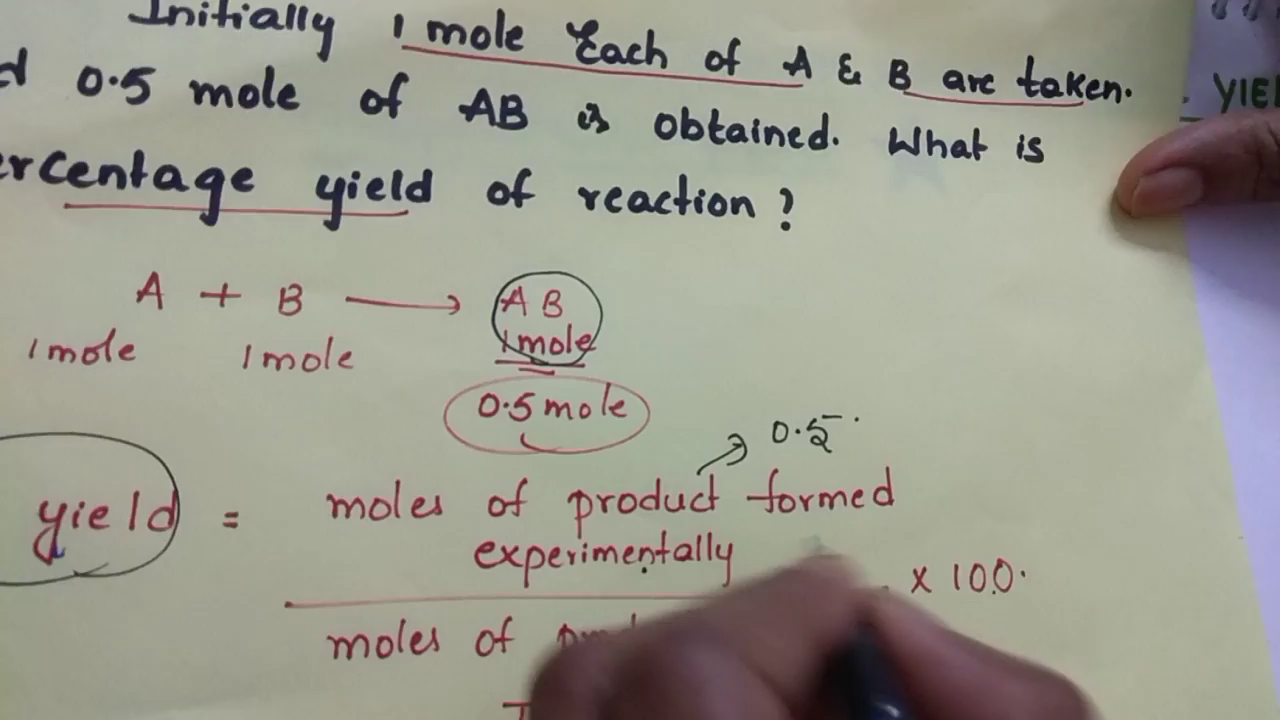 Initially 1 mole Each of A & B are taken.
0.5 mole of AB is obtained. What is
percentage yield of reaction?
A + B ⟶ AB
1 mole 1 mole 1 mole
0.5 mole
0.5
yield = moles of product formed
experimentally
x 100.
moles of
YIE